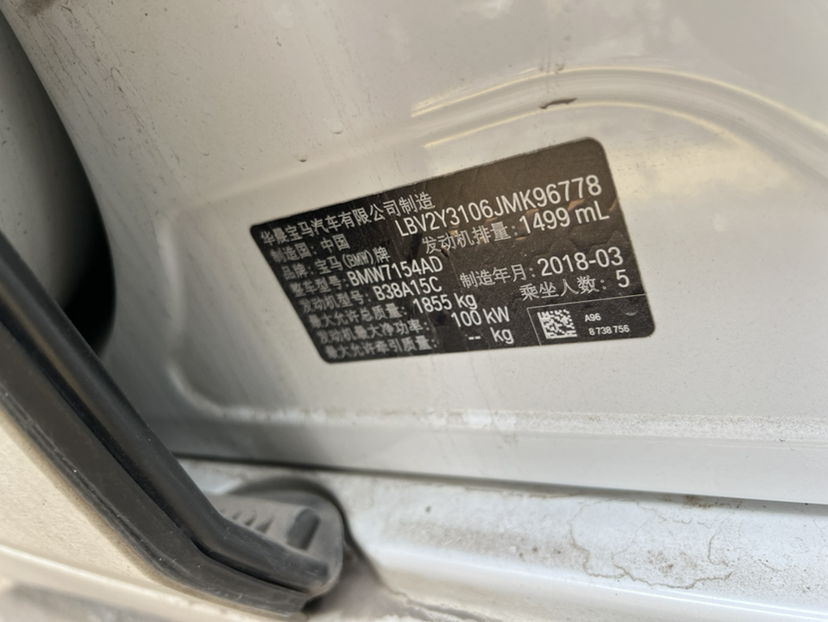 华晨宝马汽车有限公司制造
LBV2Y3106JMK96778
制造国: 中国
发动机排量: 1499 mL
品牌: 宝马(BMW)牌
整车型号: BMW7154AD
制造年月: 2018-03
发动机型号: B38A15C
乘坐人数: 5
最大允许总质量: 1855 kg
发动机最大净功率: 100 kW
最大允许牵引质量: -- kg
A96
8 738 756